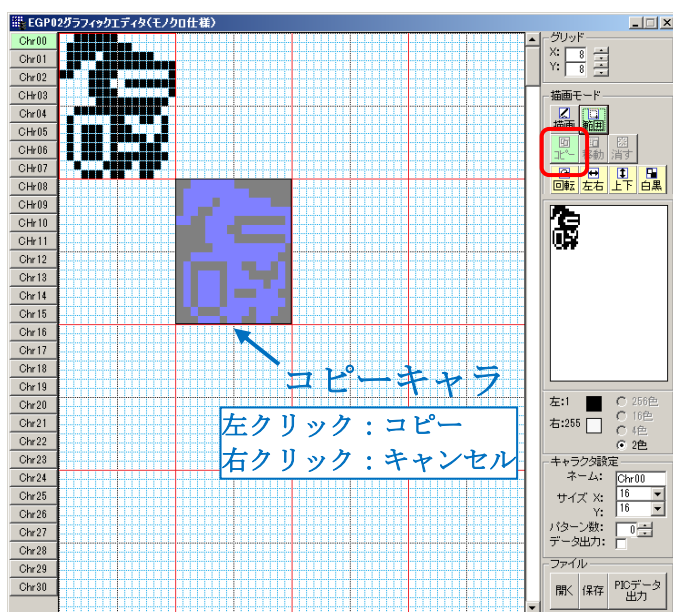 EGP02グラフィックエディタ(モノクロ仕様)
Chr00
Chr01
Chr02
CHr03
Chr04
CHr05
CHr06
CHr07
CHr08
CHr09
CHr10
CHr11
Chr12
CHr13
Chr14
CHr15
Chr16
Chr17
Chr18
Chr19
Chr20
Chr21
Chr22
Chr23
Chr24
Chr25
Chr26
Chr27
Chr28
Chr29
Chr30
コピーキャラ
左クリック：コピー
右クリック：キャンセル
グリッド
X: 8
Y: 8
描画モード
描画 範囲
コピー 移動 消す
回転 左右 上下 白黒
左:1
右:255
256色
16色
4色
2色
キャラクタ設定
ネーム: Chr00
サイズ X: 16
Y: 16
パターン数: 0
データ出力:
ファイル
開く 保存 PICデータ出力